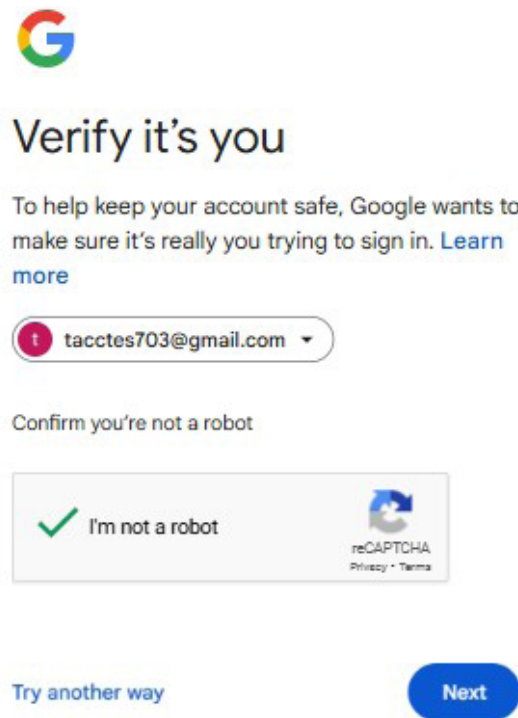 Verify it's you
To help keep your account safe, Google wants to
make sure it's really you trying to sign in. Learn
more
t tacctes703@gmail.com
Confirm you're not a robot
I'm not a robot
reCAPTCHA
Privacy • Terms
Try another way Next